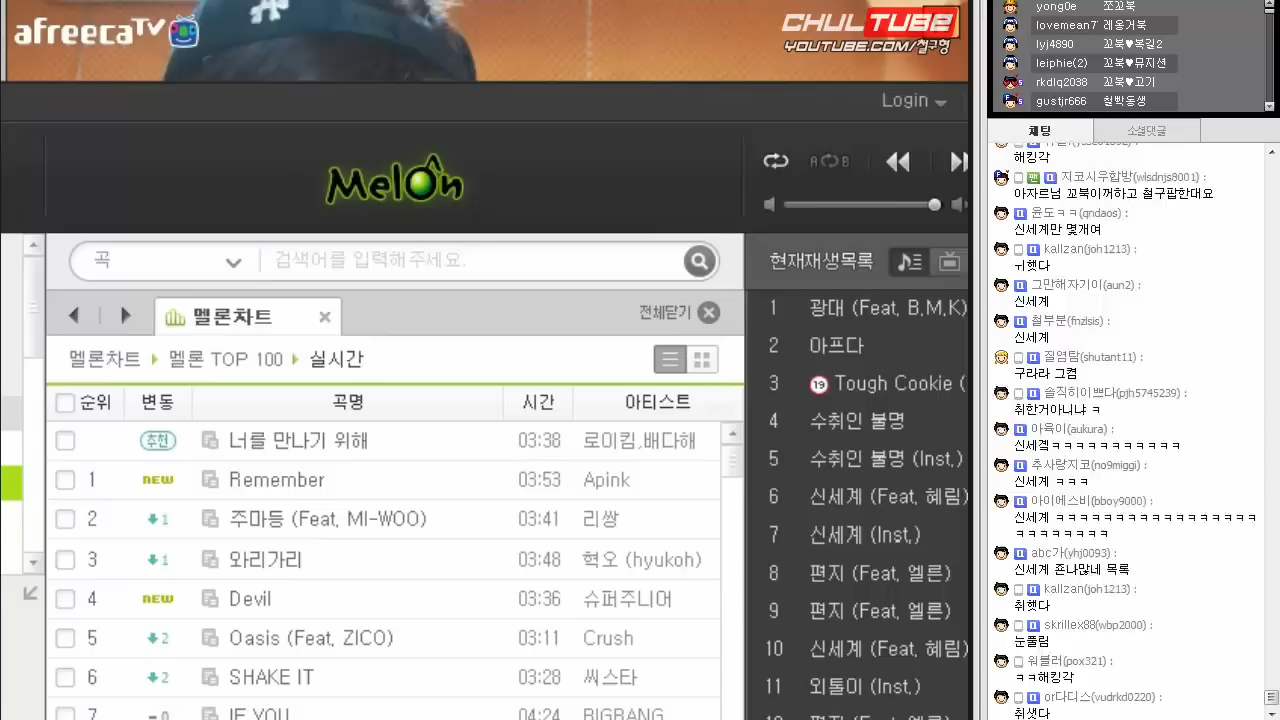 afreecaTV
CHULTUBE
YOUTUBE.COM/철구형
Login
Melon
A B
곡
검색어를 입력해주세요.
멜론차트
전체닫기
멜론차트 멜론 TOP 100 실시간
순위 변동 곡명 시간 아티스트
추천 너를 만나기 위해 03:38 로이킴,배다해
1 NEW Remember 03:53 Apink
2 1 주마등 (Feat. MI-WOO) 03:41 리쌍
3 1 와리가리 03:48 혁오 (hyukoh)
4 NEW Devil 03:36 슈퍼주니어
5 2 Oasis (Feat. ZICO) 03:11 Crush
6 2 SHAKE IT 03:28 씨스타
7 0 IF YOU 04:24 BIGBANG
현재재생목록
1 광대 (Feat. B.M.K)
2 아프다
3 19 Tough Cookie (
4 수취인 불명
5 수취인 불명 (Inst.)
6 신세계 (Feat. 혜림)
7 신세계 (Inst.)
8 편지 (Feat. 엘른)
9 편지 (Feat. 엘른)
10 신세계 (Feat. 혜림)
11 외톨이 (Inst.)
yong0e 쪼꼬북
lovemean7 레옹거북
lyj4890 꼬북♥북길2
leiphie(2) 꼬북♥뮤지션
rkdlq2038 꼬북♥고기
gustjr666 철빡동생
채팅 소셜댓글
해킹각
지코시우합방(wlsdnjs8001) :
아자르님 꼬북이꺼하고 철구팝한대요
윤도ㅋㅋ(qndaos) :
신세계만 몇개여
kallzan(joh1213) :
귀햇다
그만해자기이(aun2) :
신세계
철부분(fnzlsis) :
신세계
질염탐(shutant11) :
구라라 그켬
솔직히이쁘다(pjh5745239) :
취한거아니냐 ㅋ
아육이(aukura) :
신세곜ㅋㅋㅋㅋㅋㅋㅋㅋㅋㅋ
추사랑지코(no9miggi) :
신세계 ㅋㅋㅋ
아이에스비(bboy9000) :
신세계 ㅋㅋㅋㅋㅋㅋㅋㅋㅋㅋㅋㅋㅋㅋㅋㅋㅋ
ㅋㅋㅋㅋㅋㅋㅋㅋ
abc가(yhj0093) :
신세계 존나많네 목록
kallzan(joh1213) :
취햇다
skrillex88(wbp2000) :
눈풀림
워블러(pox321) :
ㅋㅋ해킹각
or다디스(vudrkd0220) :
취샛다